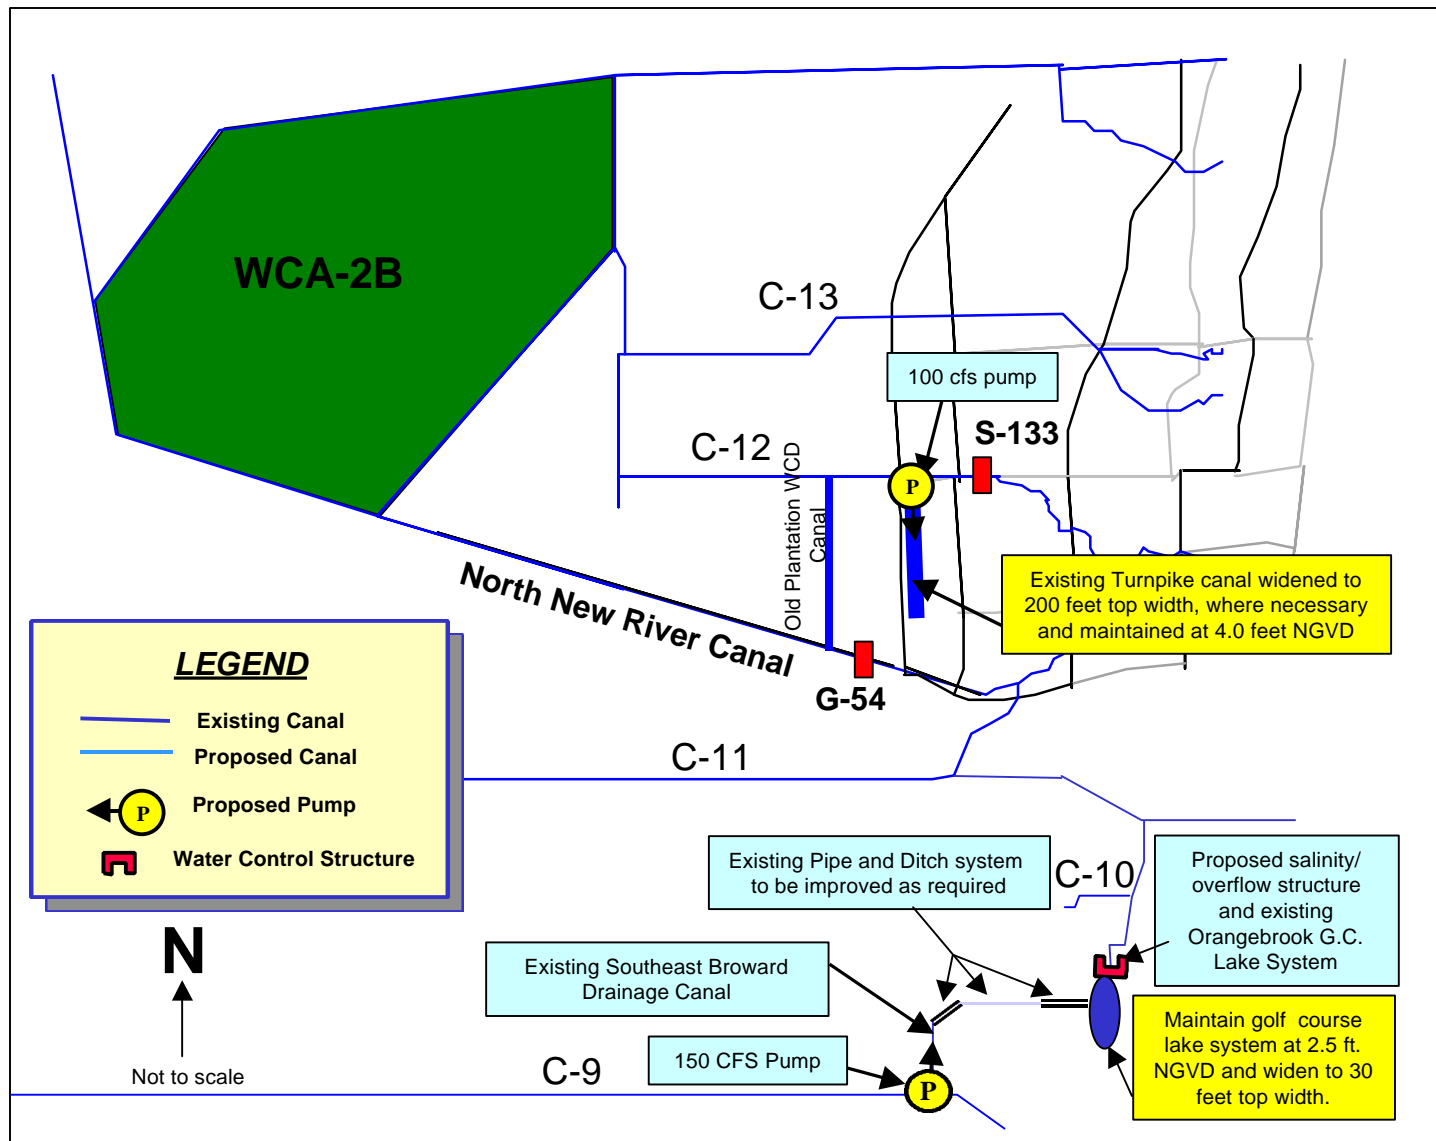 WCA-2B
C-13
100 cfs pump
S-133
C-12
P
Old Plantation WCD
Canal
Existing Turnpike canal widened to
200 feet top width, where necessary
and maintained at 4.0 feet NGVD
North New River Canal
G-54
LEGEND
Existing Canal
Proposed Canal
P
Proposed Pump
Water Control Structure
C-11
Existing Pipe and Ditch system
to be improved as required
C-10
Proposed salinity/
overflow structure
and existing
Orangebrook G.C.
Lake System
N
Not to scale
Existing Southeast Broward
Drainage Canal
Maintain golf course
lake system at 2.5 ft.
NGVD and widen to 30
feet top width.
150 CFS Pump
C-9
P